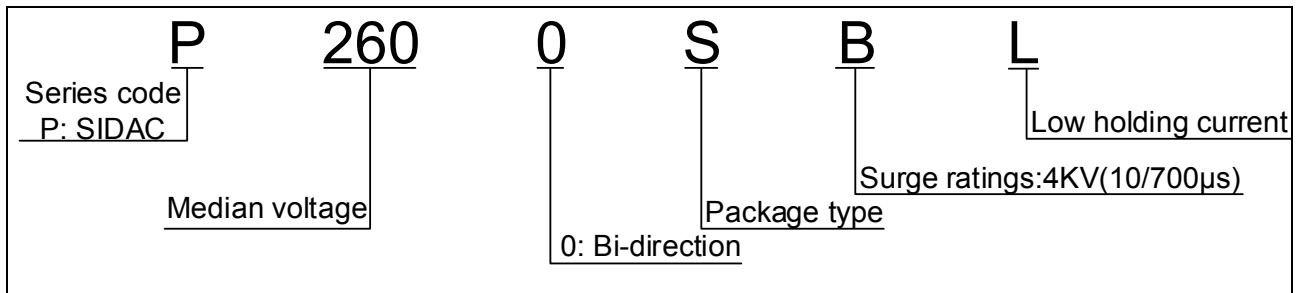 P 260 0 S B L
Series code
P: SIDAC
Low holding current
Surge ratings:4KV(10/700μs)
Median voltage
Package type
0: Bi-direction